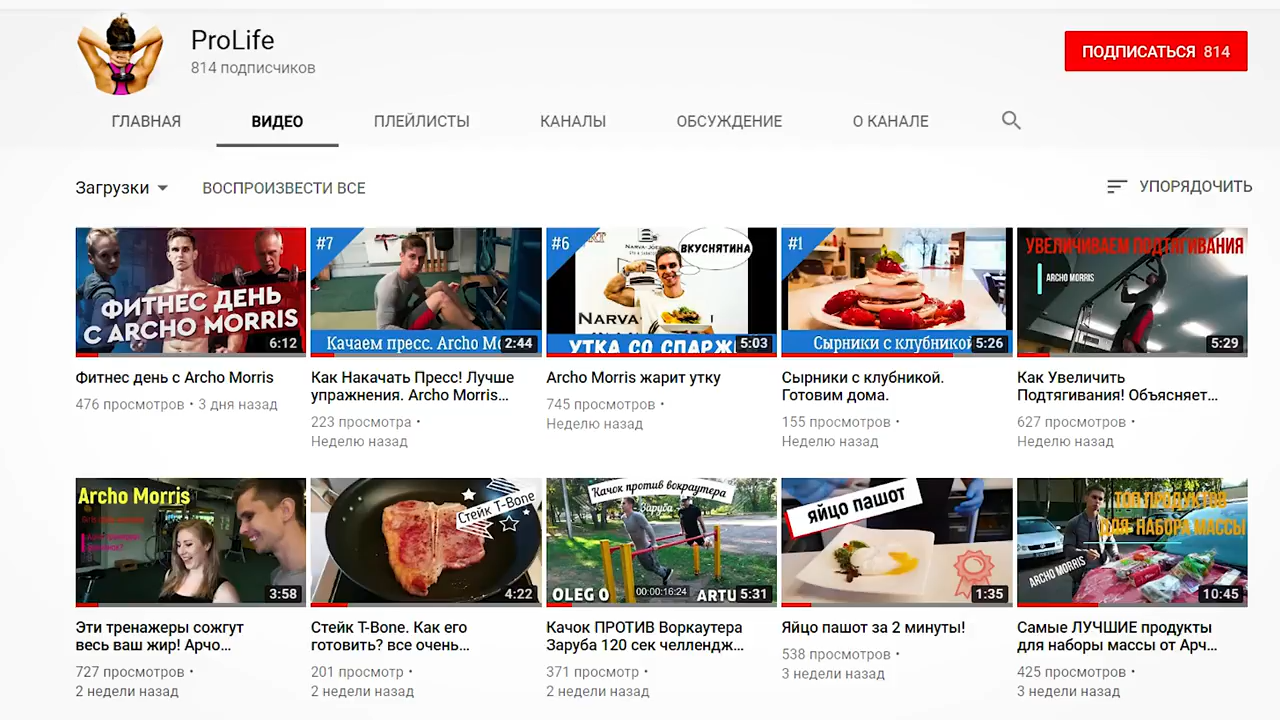 ProLife
814 подписчиков
ПОДПИСАТЬСЯ 814
ГЛАВНАЯ ВИДЕО ПЛЕЙЛИСТЫ КАНАЛЫ ОБСУЖДЕНИЕ О КАНАЛЕ
Загрузки ВОСПРОИЗВЕСТИ ВСЕ УПОРЯДОЧИТЬ
ФИТНЕС ДЕНЬ
С ARCHO MORRIS
6:12
Фитнес день с Archo Morris
476 просмотров • 3 дня назад
#7
Качаем пресс. Archo Mo
2:44
Как Накачать Пресс! Лучше
упражнения. Archo Morris...
223 просмотра •
Неделю назад
#6
ВКУСНЯТИНА
УТКА СО СПАРЖ
5:03
Archo Morris жарит утку
745 просмотров •
Неделю назад
#1
Сырники с клубникой
5:26
Сырники с клубникой.
Готовим дома.
155 просмотров •
Неделю назад
УВЕЛИЧИВАЕМ ПОДТЯГИВАНИЯ
ARCHO MORRIS
5:29
Как Увеличить
Подтягивания! Объясняет...
627 просмотров •
Неделю назад
Archo Morris
3:58
Эти тренажеры сожгут
весь ваш жир! Арчо...
727 просмотров •
2 недели назад
Стейк T-Bone
4:22
Стейк T-Bone. Как его
готовить? все очень...
201 просмотр •
2 недели назад
Качок против вокраутера
Заруба
OLEG O 00:00:16:24 ARTU
5:31
Качок ПРОТИВ Воркаутера
Заруба 120 сек челлендж...
371 просмотр •
2 недели назад
яйцо пашот
1:35
Яйцо пашот за 2 минуты!
538 просмотров •
3 недели назад
ТОП ПРОДУКТОВ
ДЛЯ НАБОРА МАССЫ
ARCHO MORRIS
10:45
Самые ЛУЧШИЕ продукты
для наборы массы от Арч...
425 просмотров •
3 недели назад